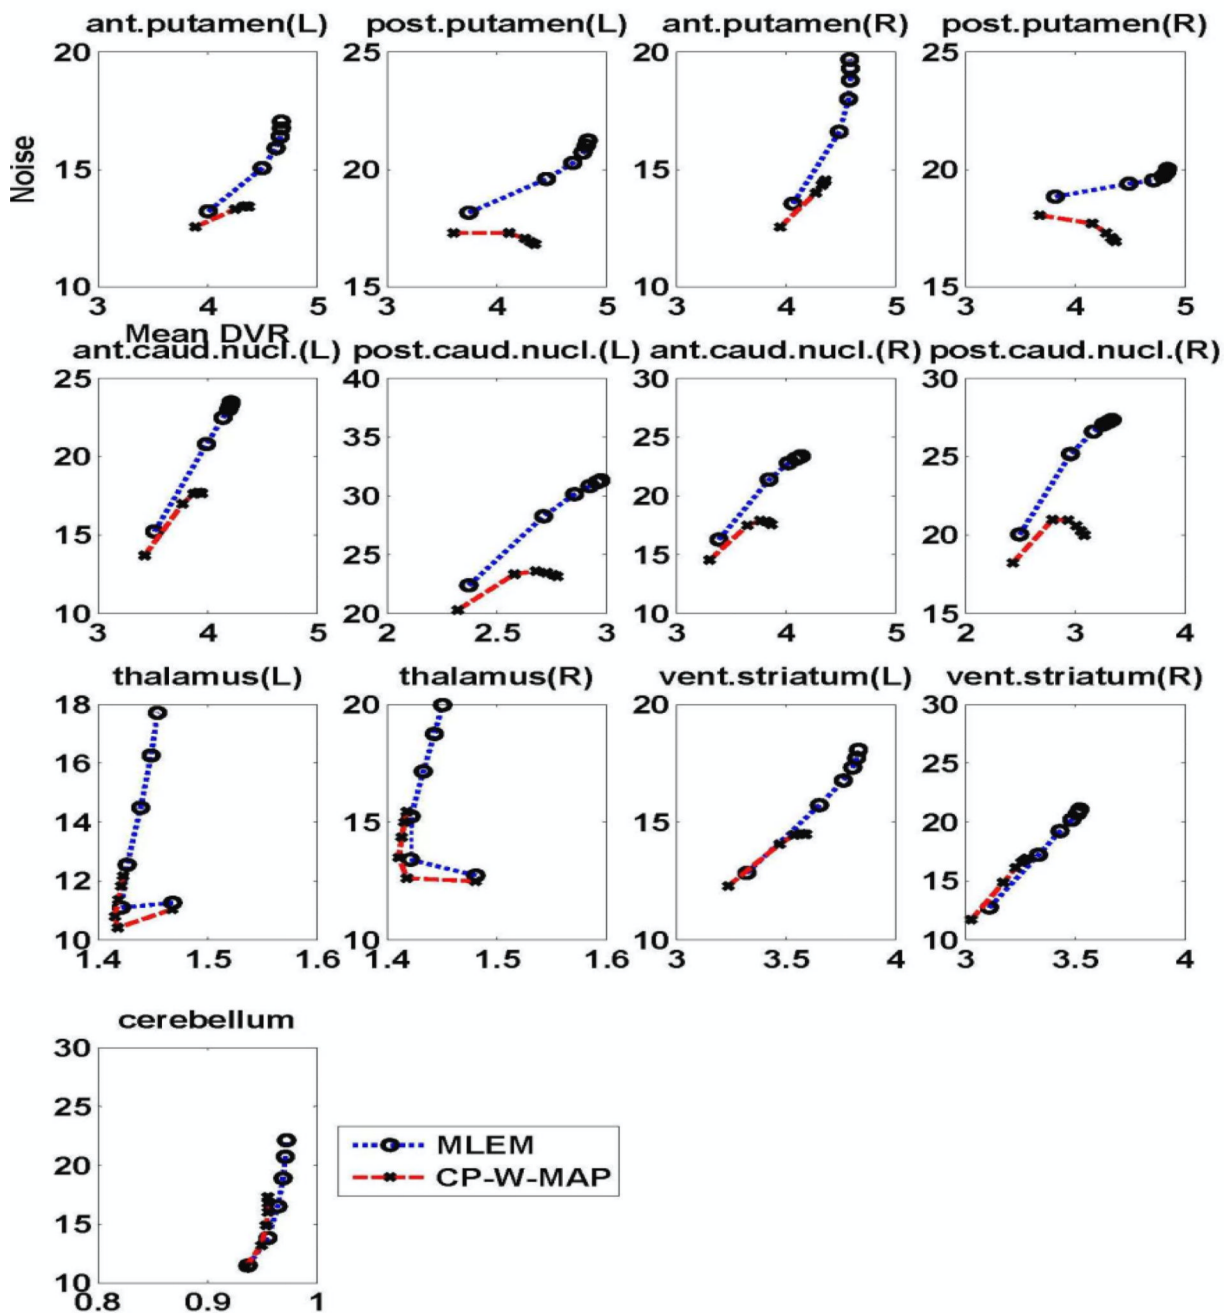 ant.putamen(L) post.putamen(L) ant.putamen(R) post.putamen(R)
20 25 20 25
Noise
15 20 15 20
10 15 10 15
3 4 5 3 4 5 3 4 5 3 4 5
Mean DVR
ant.caud.nucl.(L) post.caud.nucl.(L) ant.caud.nucl.(R) post.caud.nucl.(R)
25 40 30 30
35 25 25
20
30 20 20
15
25 15
10 20 10 15
3 4 5 2 2.5 3 3 4 5 2 3 4
thalamus(L) thalamus(R) vent.striatum(L) vent.striatum(R)
18 20 20 30
16 25
14 15 15 20
12 15
10 10 10 10
1.4 1.5 1.6 1.4 1.5 1.6 3 3.5 4 3 3.5 4
cerebellum
30
25
20
15
10
0.8 0.9 1
MLEM
CP-W-MAP